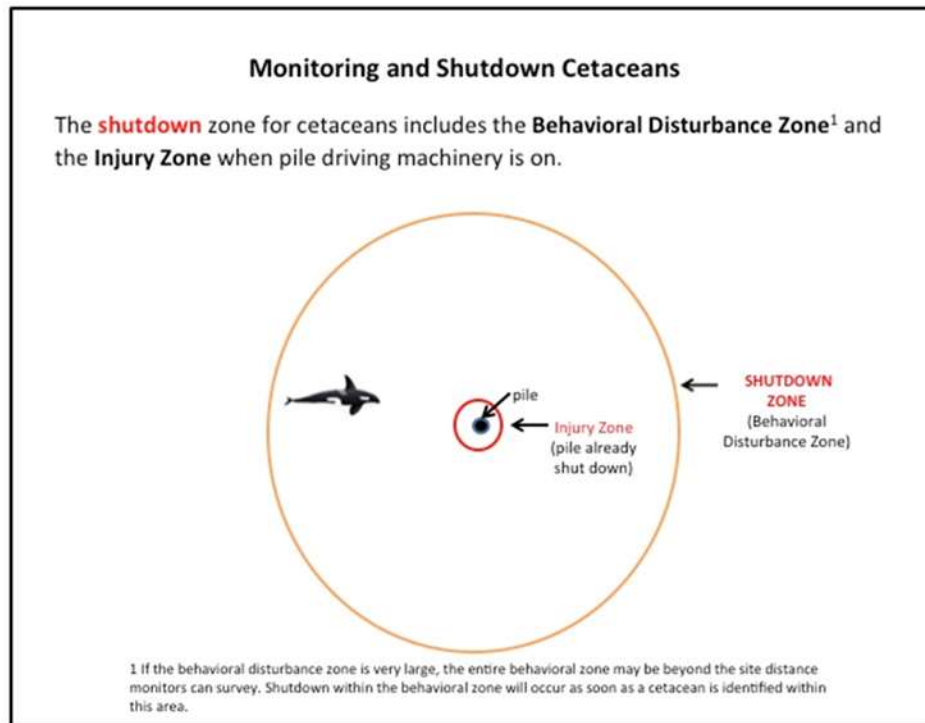 Monitoring and Shutdown Cetaceans
The shutdown zone for cetaceans includes the Behavioral Disturbance Zone1 and
the Injury Zone when pile driving machinery is on.
pile
Injury Zone
(pile already
shut down)
SHUTDOWN
ZONE
(Behavioral
Disturbance Zone)
1 If the behavioral disturbance zone is very large, the entire behavioral zone may be beyond the site distance
monitors can survey. Shutdown within the behavioral zone will occur as soon as a cetacean is identified within
this area.